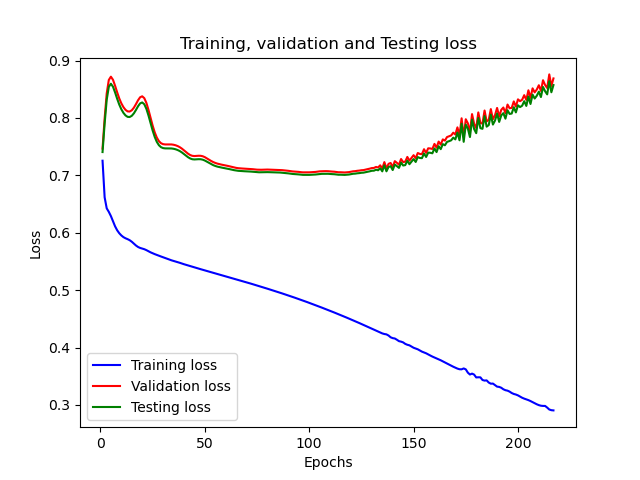 Training, validation and Testing loss
Loss
0.9
0.8
0.7
0.6
0.5
0.4
0.3
Training loss
Validation loss
Testing loss
0 50 100 150 200
Epochs